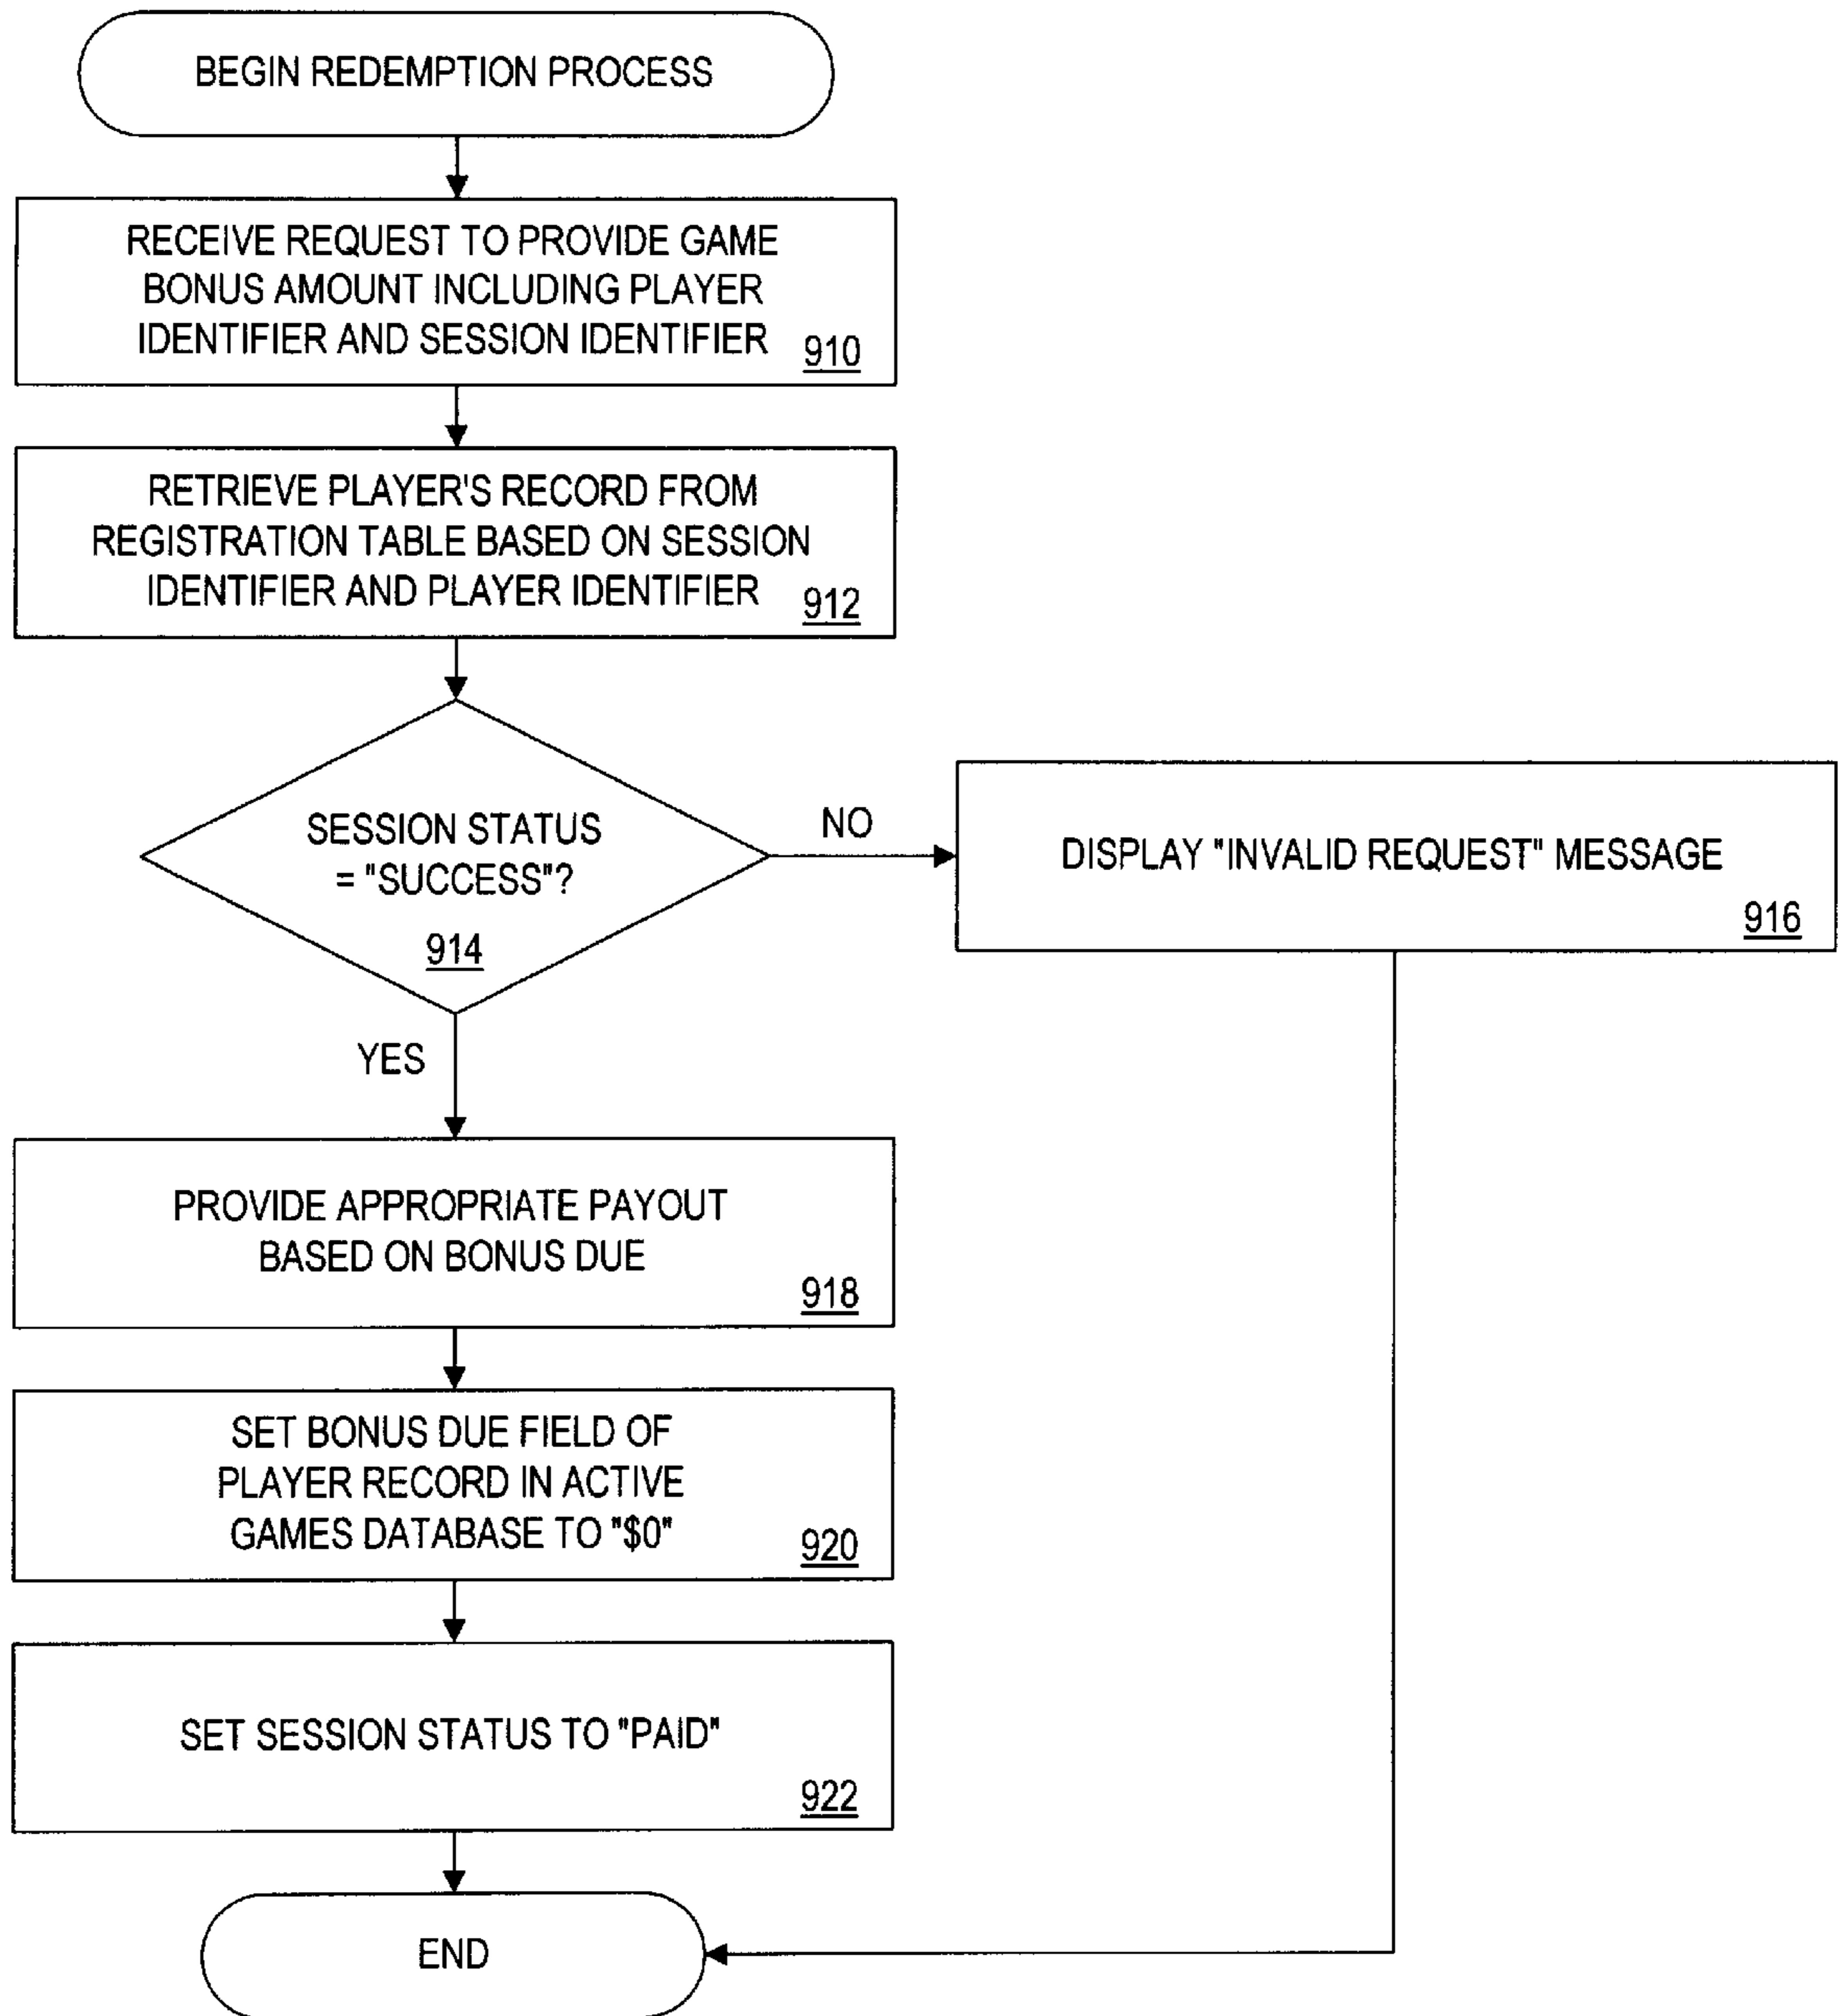 BEGIN REDEMPTION PROCESS
RECEIVE REQUEST TO PROVIDE GAME
BONUS AMOUNT INCLUDING PLAYER
IDENTIFIER AND SESSION IDENTIFIER
910
RETRIEVE PLAYER'S RECORD FROM
REGISTRATION TABLE BASED ON SESSION
IDENTIFIER AND PLAYER IDENTIFIER
912
SESSION STATUS
= "SUCCESS"?
914
NO
DISPLAY "INVALID REQUEST" MESSAGE
916
YES
PROVIDE APPROPRIATE PAYOUT
BASED ON BONUS DUE
918
SET BONUS DUE FIELD OF
PLAYER RECORD IN ACTIVE
GAMES DATABASE TO "$0"
920
SET SESSION STATUS TO "PAID"
922
END